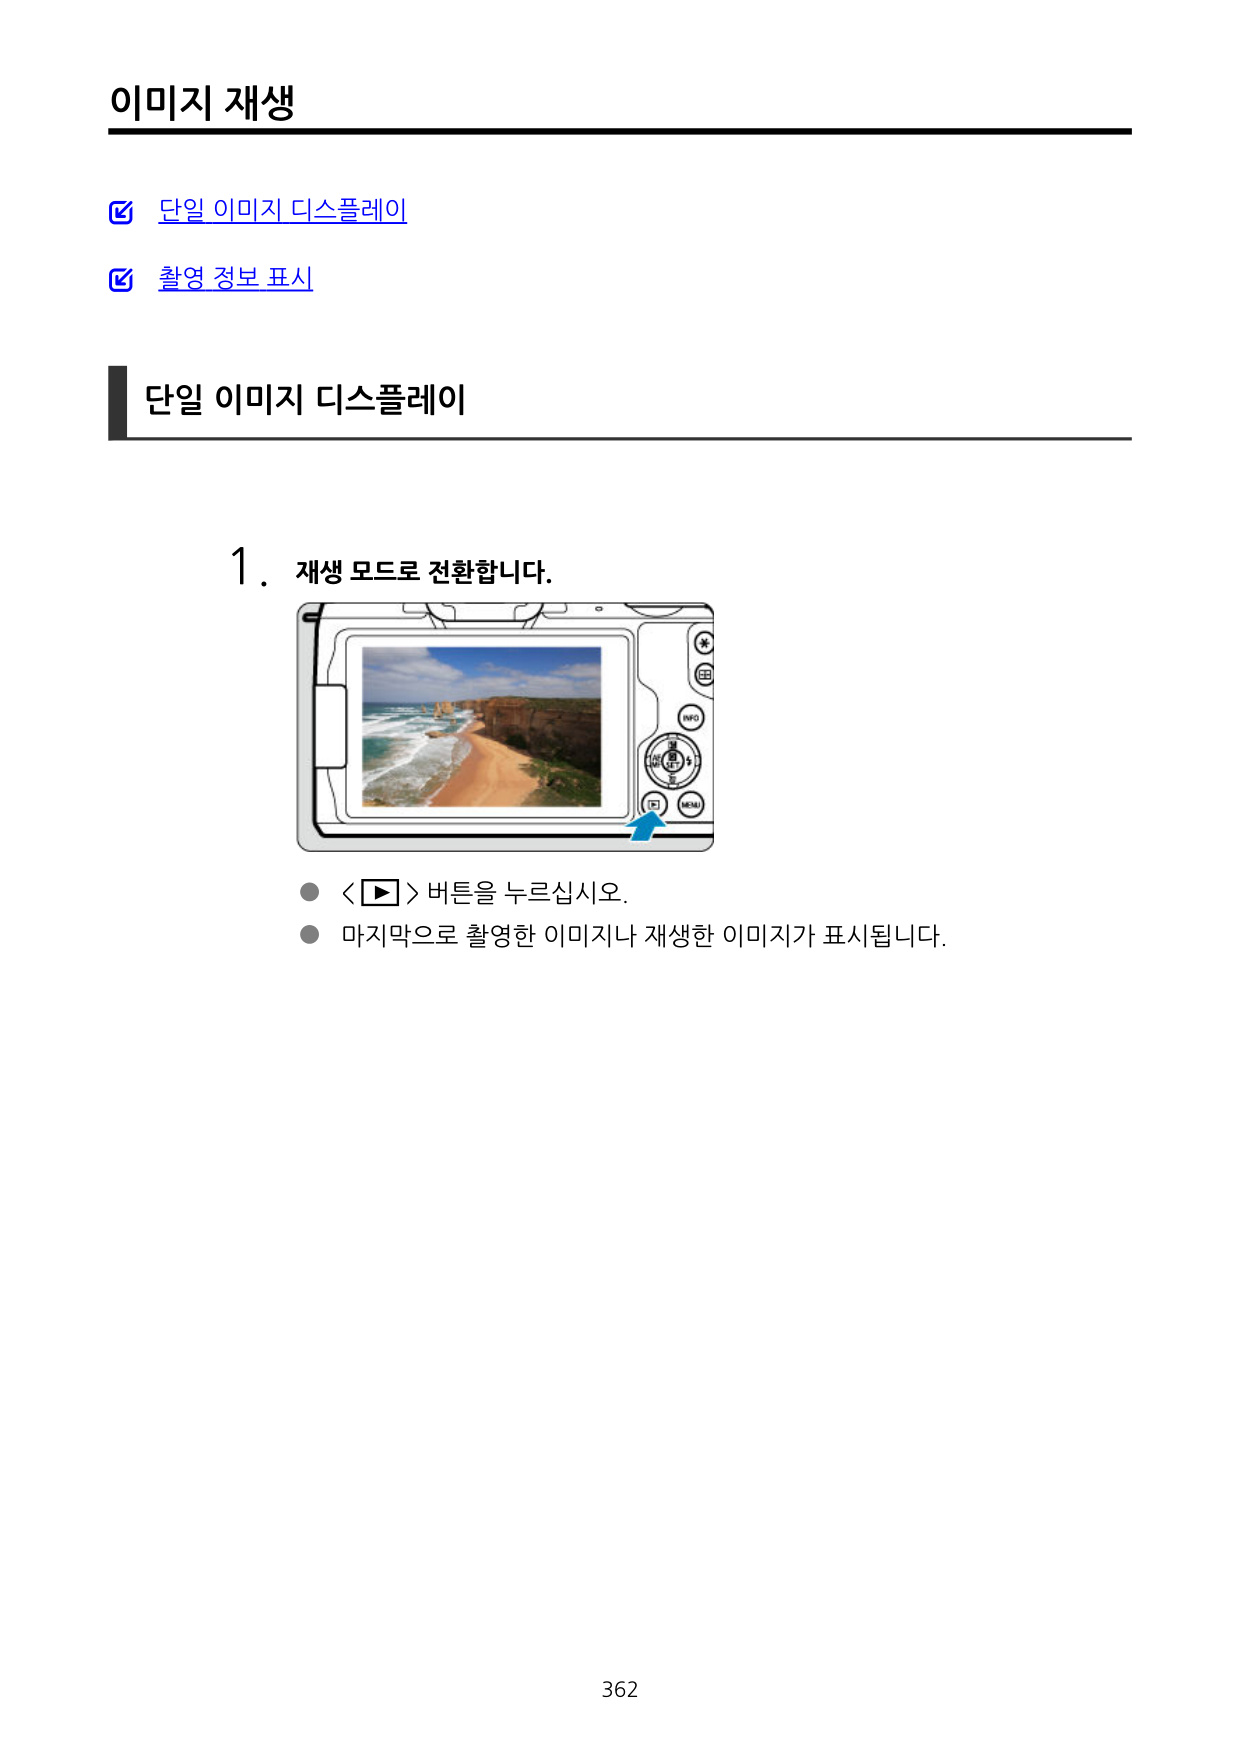 이미지 재생
단일 이미지 디스플레이
촬영 정보 표시
단일 이미지 디스플레이
1. 재생 모드로 전환합니다.
INFO
SET
MENU
< > 버튼을 누르십시오.
마지막으로 촬영한 이미지나 재생한 이미지가 표시됩니다.
362